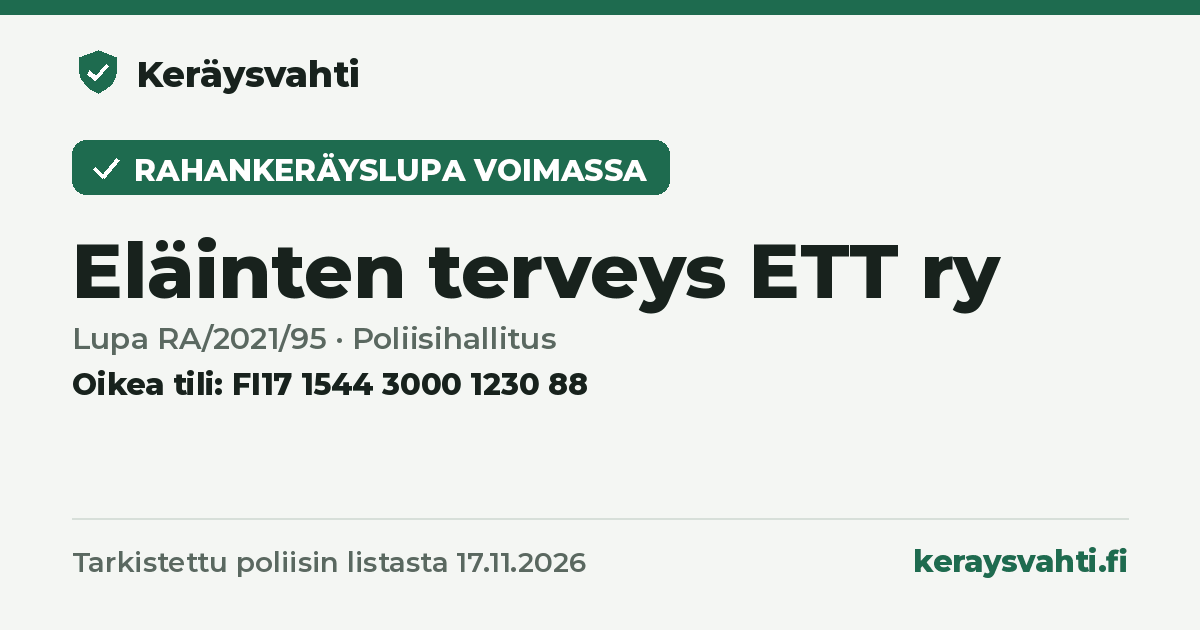 Keräysvahti
RAHANKERÄYSLUPA VOIMASSA
Eläinten terveys ETT ry
Lupa RA/2021/95 · Poliisihallitus
Oikea tili: FI17 1544 3000 1230 88
Tarkistettu poliisin listasta 17.11.2026
keraysvahti.fi